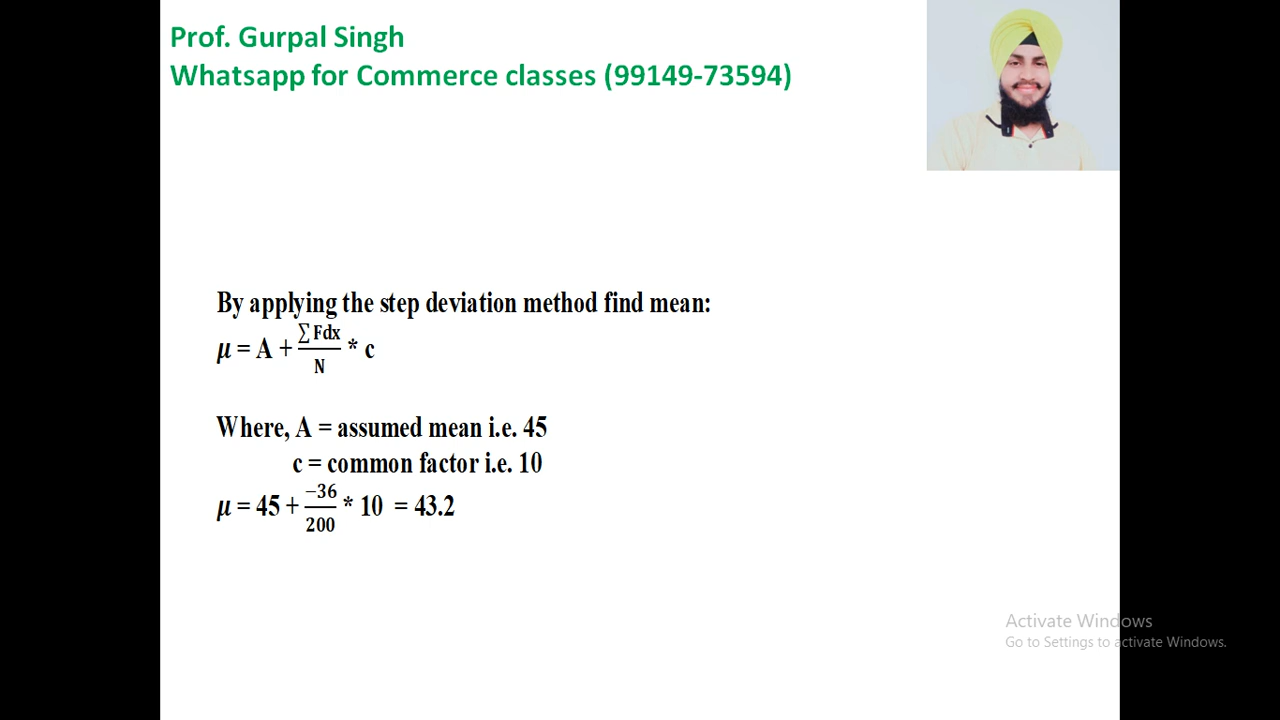 Prof. Gurpal Singh
Whatsapp for Commerce classes (99149-73594)
By applying the step deviation method find mean:
μ = A + ∑Fdx/N * c
Where, A = assumed mean i.e. 45
c = common factor i.e. 10
μ = 45 + −36/200 * 10 = 43.2
Activate Windows
Go to Settings to activate Windows.